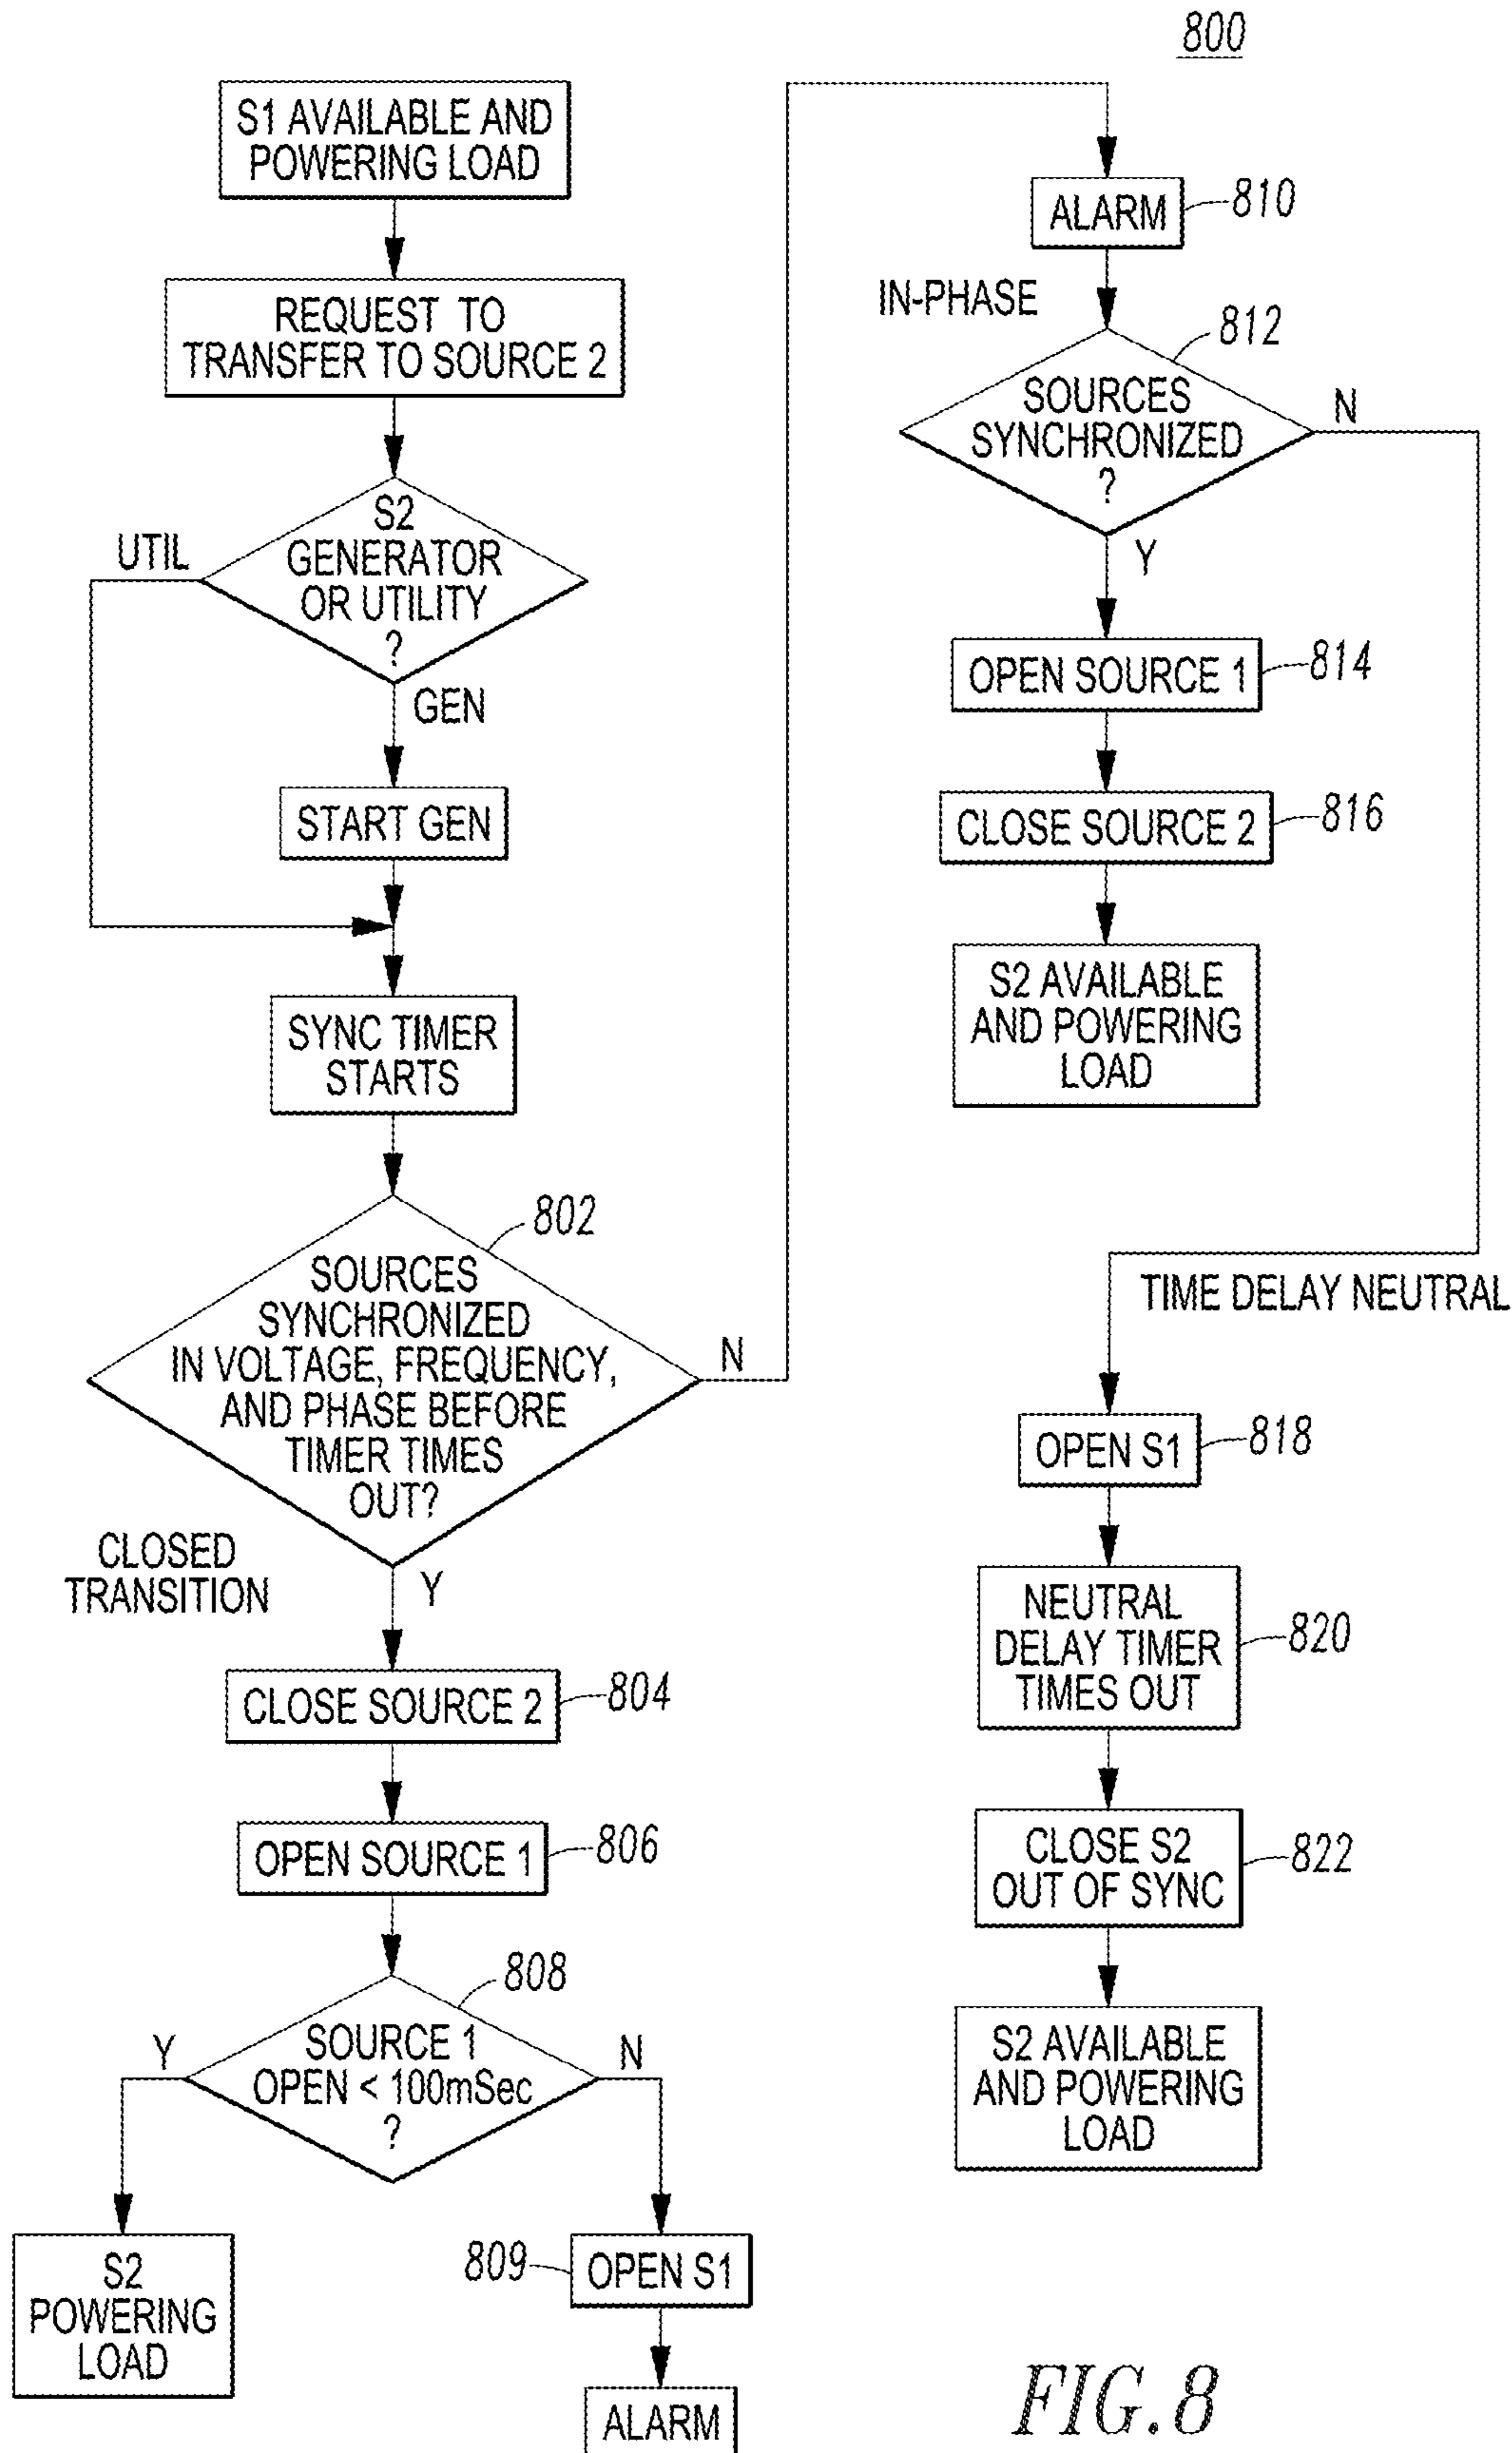 800
S1 AVAILABLE AND
POWERING LOAD
REQUEST TO
TRANSFER TO SOURCE 2
S2
GENERATOR
OR UTILITY
?
UTIL
GEN
START GEN
SYNC TIMER
STARTS
802
SOURCES
SYNCHRONIZED
IN VOLTAGE, FREQUENCY,
AND PHASE BEFORE
TIMER TIMES
OUT?
N
CLOSED
TRANSITION
Y
CLOSE SOURCE 2
804
OPEN SOURCE 1
806
808
SOURCE 1
OPEN < 100mSec
?
Y
N
S2
POWERING
LOAD
809
OPEN S1
ALARM
ALARM
810
IN-PHASE
812
SOURCES
SYNCHRONIZED
?
N
Y
OPEN SOURCE 1
814
CLOSE SOURCE 2
816
S2 AVAILABLE
AND POWERING
LOAD
TIME DELAY NEUTRAL
OPEN S1
818
NEUTRAL
DELAY TIMER
TIMES OUT
820
CLOSE S2
OUT OF SYNC
822
S2 AVAILABLE
AND POWERING
LOAD
FIG. 8